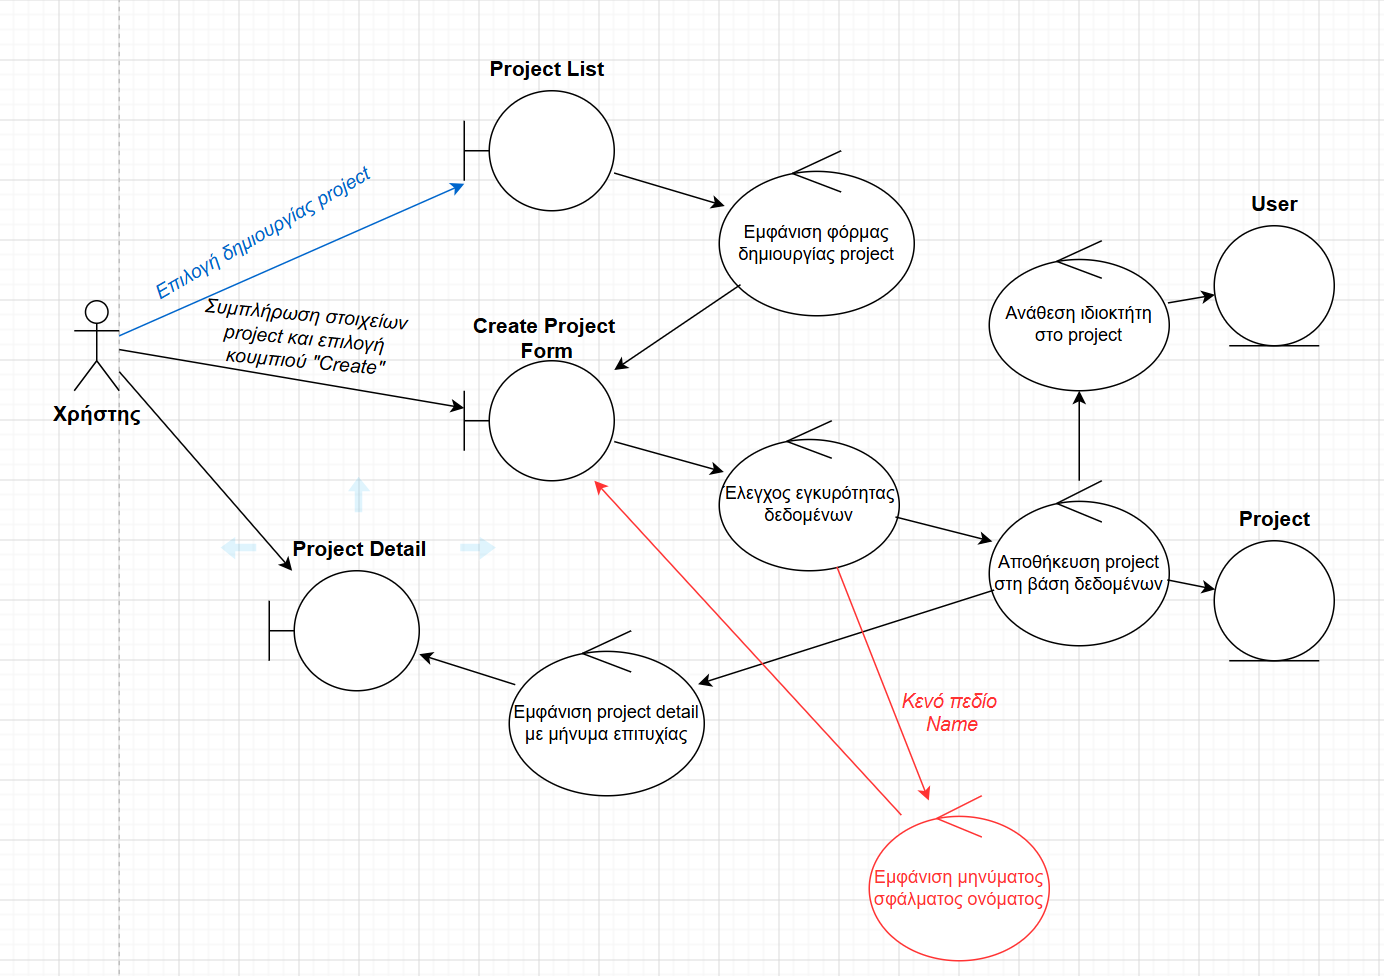 Project List
Επιλογή δημιουργίας project
Εμφάνιση φόρμας
δημιουργίας project
User
Συμπλήρωση στοιχείων
project και επιλογή
κουμπιού "Create"
Create Project
Form
Ανάθεση ιδιοκτήτη
στο project
Χρήστης
Έλεγχος εγκυρότητας
δεδομένων
Project
Project Detail
Αποθήκευση project
στη βάση δεδομένων
Εμφάνιση project detail
με μήνυμα επιτυχίας
Κενό πεδίο
Name
Εμφάνιση μηνύματος
σφάλματος ονόματος